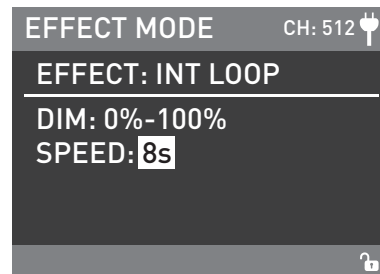 EFFECT MODE CH: 512
EFFECT: INT LOOP
DIM: 0%-100%
SPEED: 8s